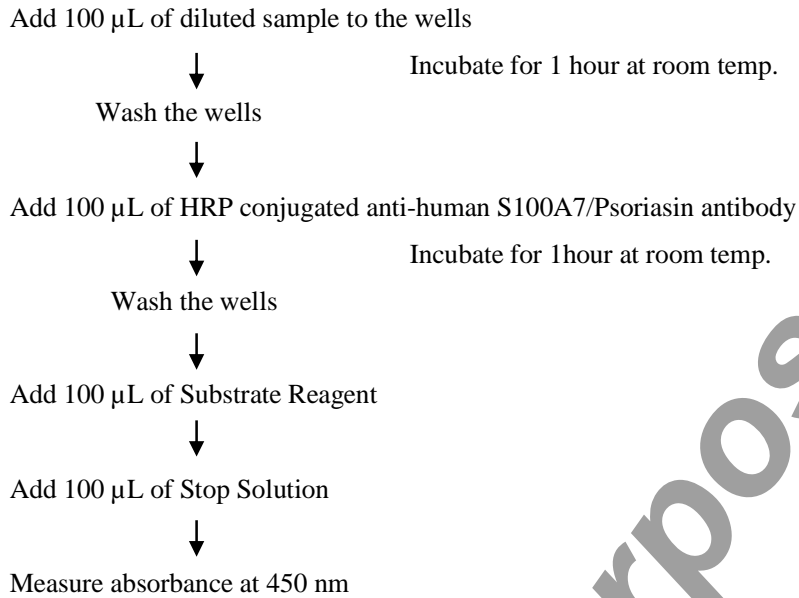 Add 100 µL of diluted sample to the wells
Incubate for 1 hour at room temp.
Wash the wells
Add 100 µL of HRP conjugated anti-human S100A7/Psoriasin antibody
Incubate for 1hour at room temp.
Wash the wells
Add 100 µL of Substrate Reagent
Add 100 µL of Stop Solution
Measure absorbance at 450 nm